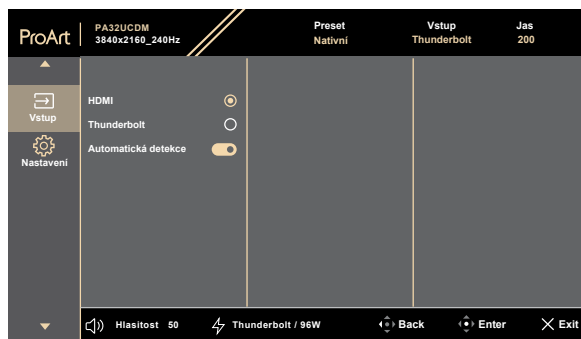 ProArt
PA32UCDM
3840x2160_240Hz
Preset
Nativní
Vstup
Thunderbolt
Jas
200
Vstup
Nastavení
HDMI
Thunderbolt
Automatická detekce
Hlasitost 50
Thunderbolt / 96W
Back
Enter
Exit